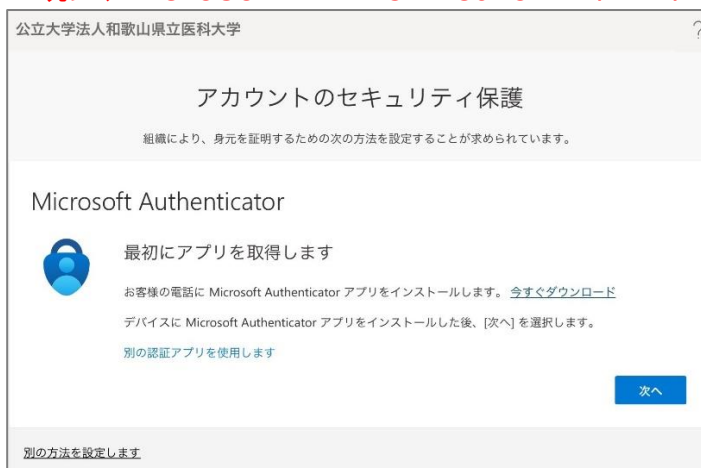 公立大学法人和歌山県立医科大学
?
アカウントのセキュリティ保護
組織により、身元を証明するための次の方法を設定することが求められています。
Microsoft Authenticator
最初にアプリを取得します
お客様の電話に Microsoft Authenticator アプリをインストールします。 今すぐダウンロード
デバイスに Microsoft Authenticator アプリをインストールした後、[次へ] を選択します。
別の認証アプリを使用します
次へ
別の方法を設定します